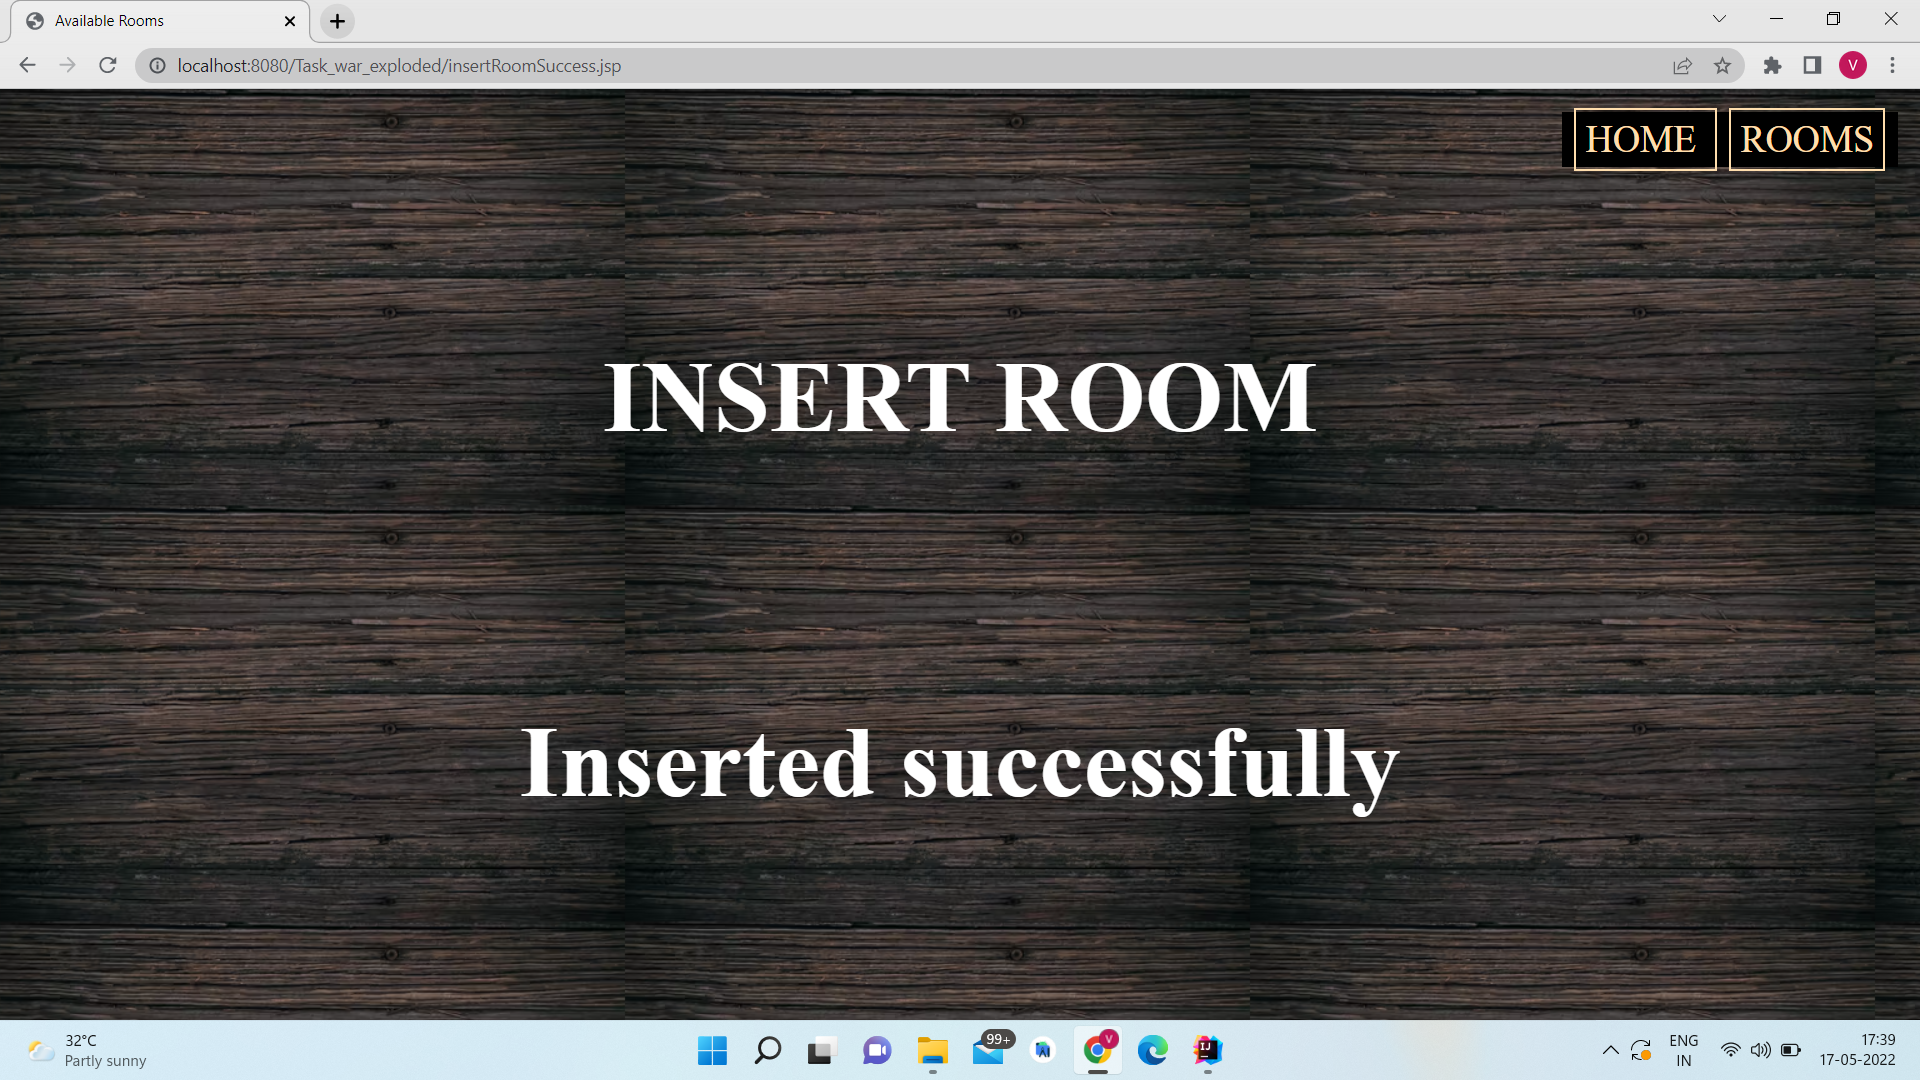 Available Rooms
localhost:8080/Task_war_exploded/insertRoomSuccess.jsp
V
HOME ROOMS
INSERT ROOM
Inserted successfully
32°C
Partly sunny
99+
V
IJ
ENG
IN
17:39
17-05-2022